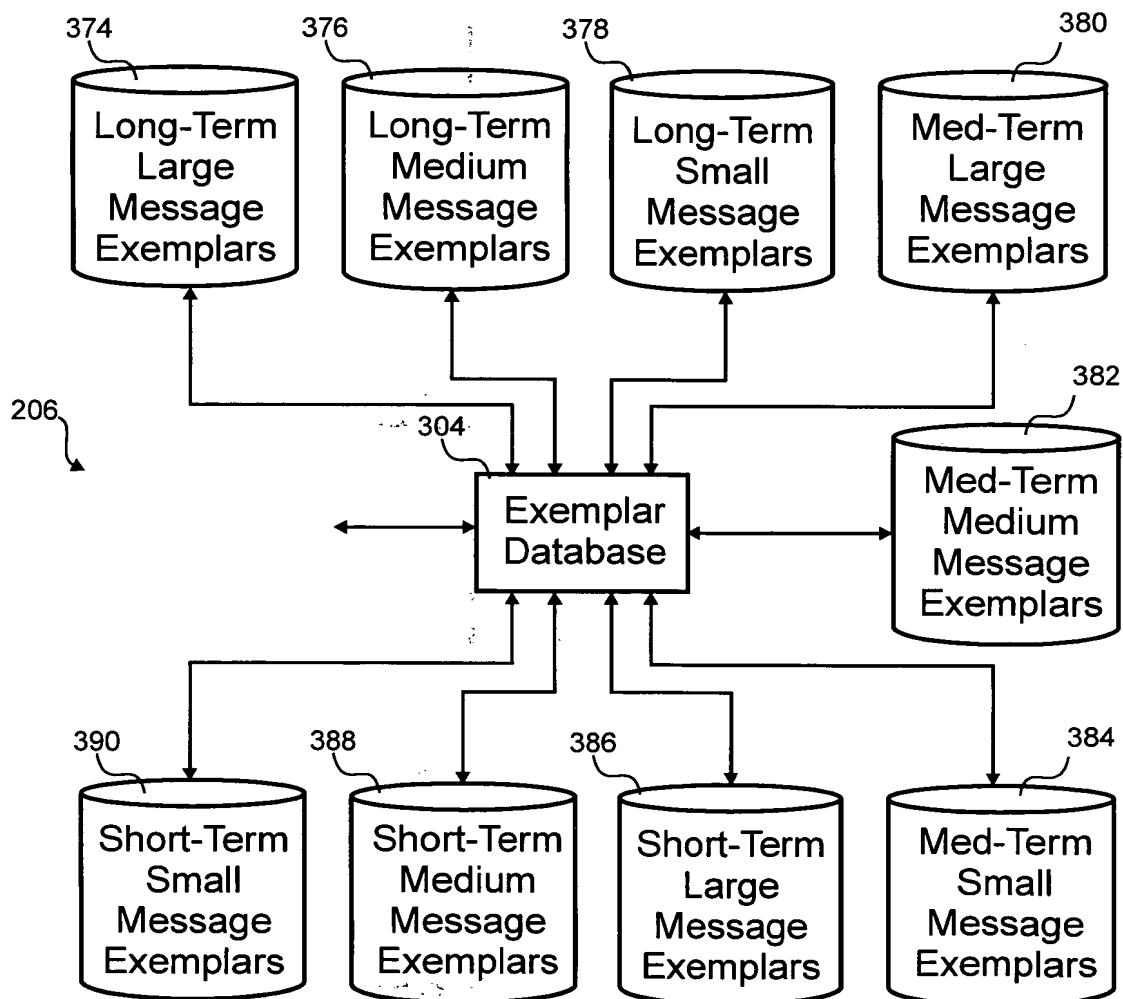 374
376
378
380
Long-Term
Large
Message
Exemplars
Long-Term
Medium
Message
Exemplars
Long-Term
Small
Message
Exemplars
Med-Term
Large
Message
Exemplars
206
304
382
Exemplar
Database
Med-Term
Medium
Message
Exemplars
390
388
386
384
Short-Term
Small
Message
Exemplars
Short-Term
Medium
Message
Exemplars
Short-Term
Large
Message
Exemplars
Med-Term
Small
Message
Exemplars